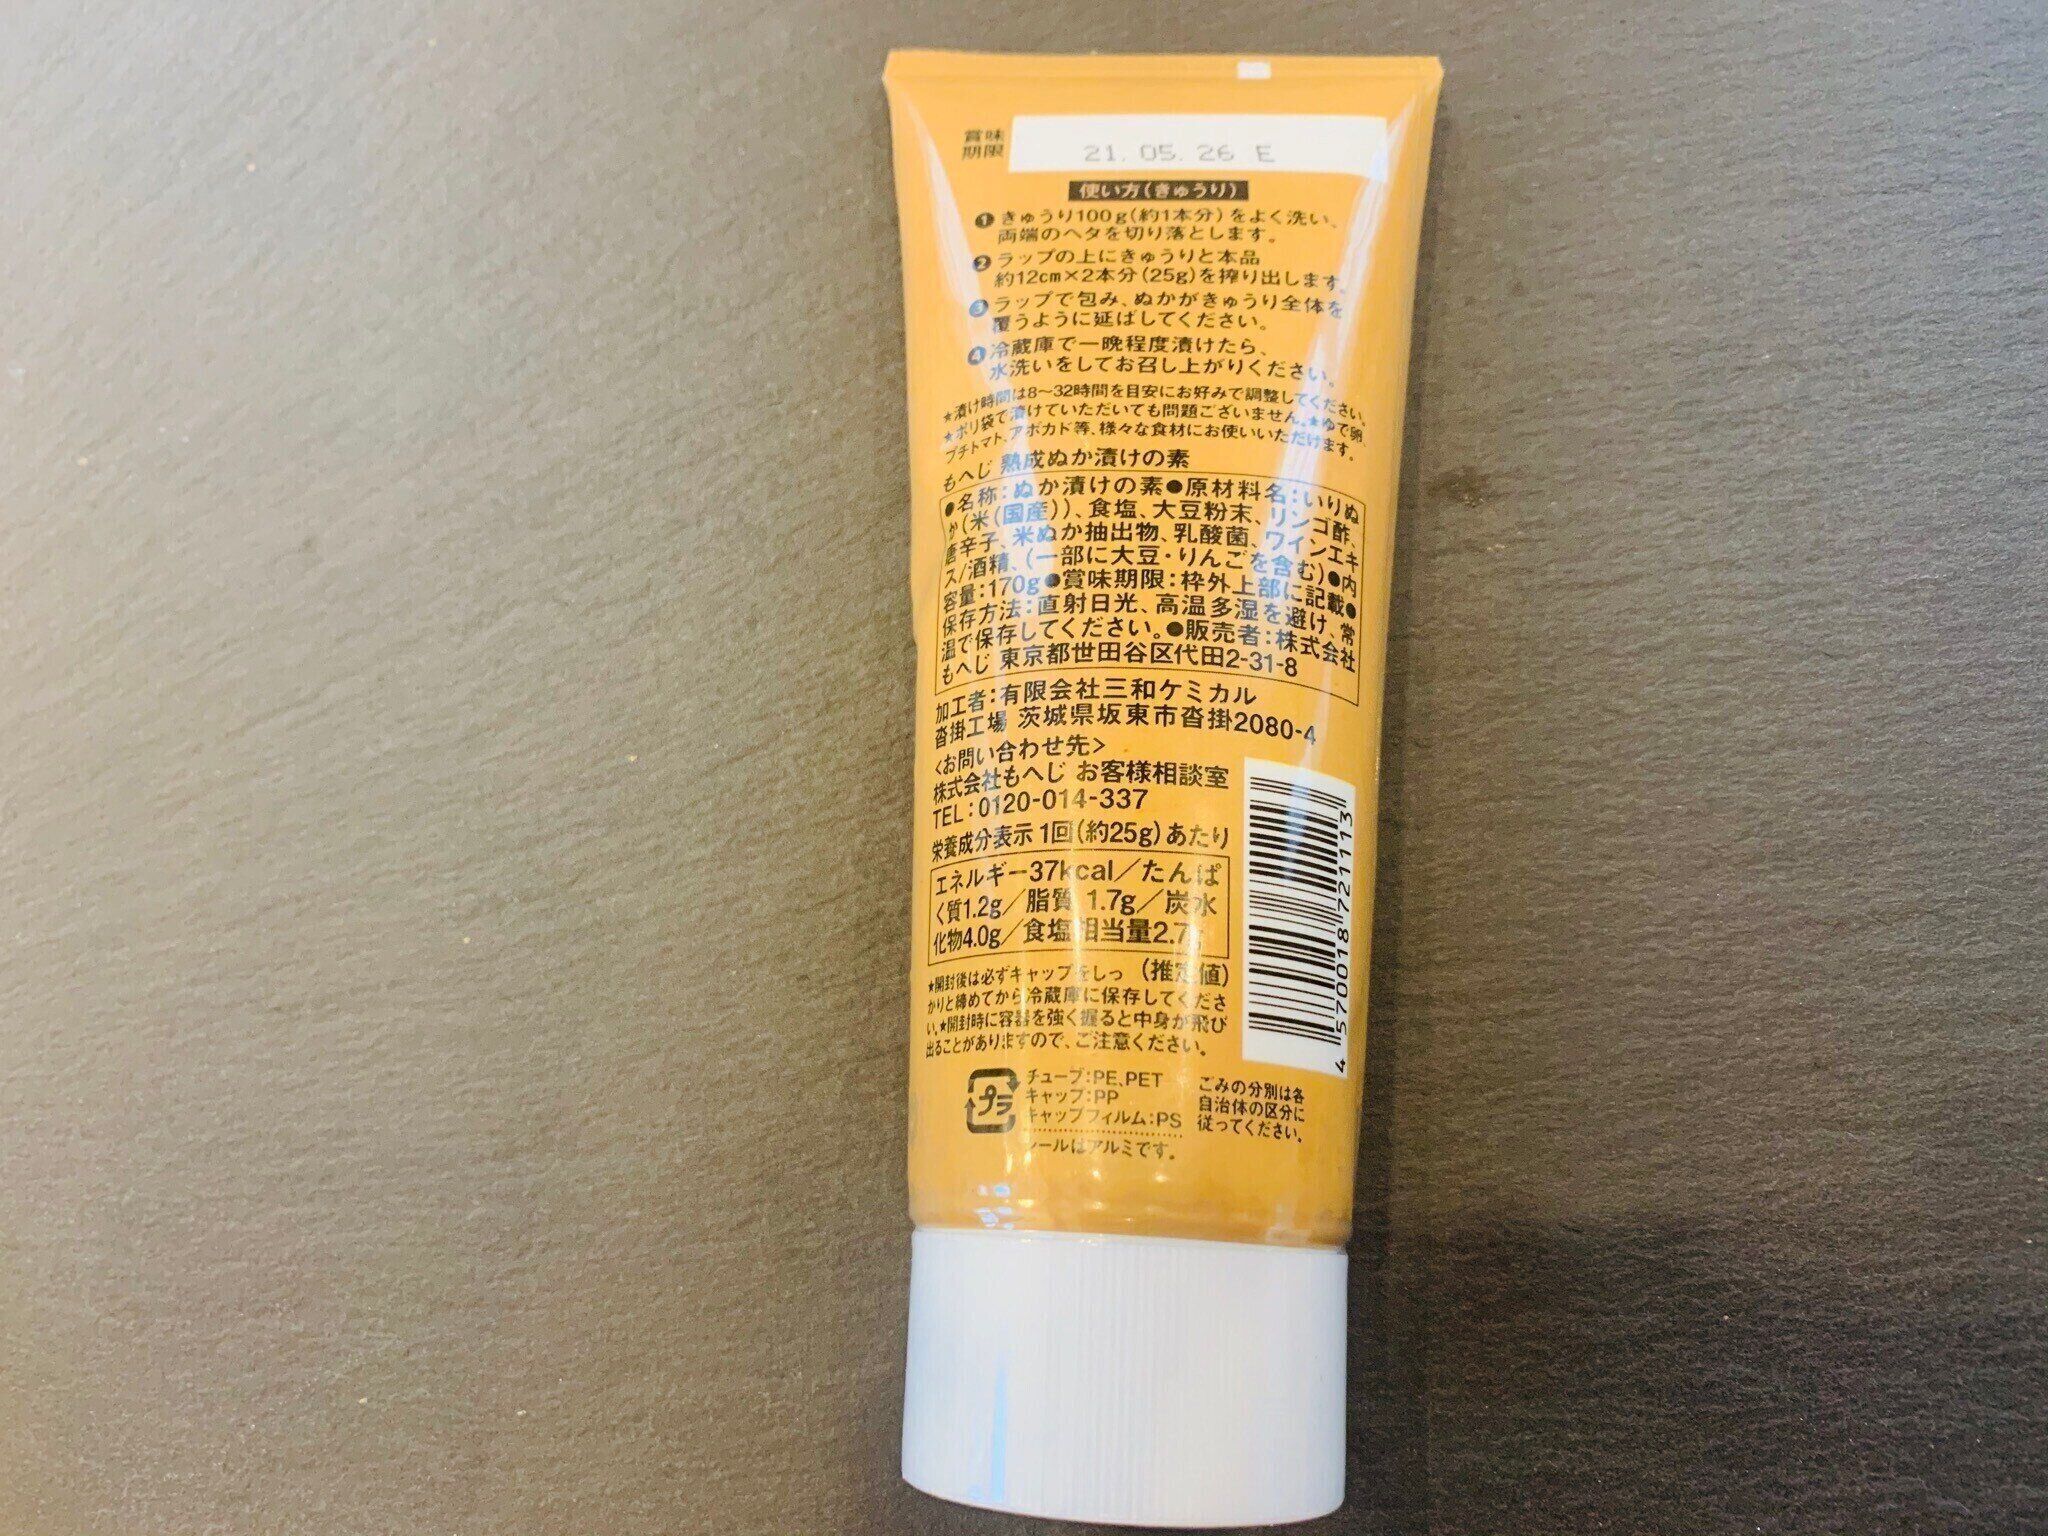 賞味
期限
21. 05. 26 E
使い方(きゅうり)
❶きゅうり100g(約1本分)をよく洗い、
両端のヘタを切り落とします。
❷ラップの上にきゅうりと本品
約12cm×2本分(25g)を搾り出します。
❸ラップで包み、ぬかがきゅうり全体を
覆うように延ばしてください。
❹冷蔵庫で一晩程度漬けたら、
水洗いをしてお召し上がりください。
★漬け時間は8〜32時間を目安にお好みで調整してください。
★ポリ袋で漬けていただいても問題ございません。★ゆで卵、
プチトマト、アボカド等、様々な食材にお使いいただけます。
もへじ 熟成ぬか漬けの素
●名称:ぬか漬けの素●原材料名:いりぬ
か(米(国産))、食塩、大豆粉末、リンゴ酢、
唐辛子、米ぬか抽出物、乳酸菌、ワインエキ
ス/酒精、(一部に大豆・りんごを含む)●内
容量:170g●賞味期限:枠外上部に記載●
保存方法:直射日光、高温多湿を避け、常
温で保存してください。●販売者:株式会社
もへじ 東京都世田谷区代田2-31-8
加工者:有限会社三和ケミカル
沓掛工場 茨城県坂東市沓掛2080-4
<お問い合わせ先>
株式会社もへじ お客様相談室
TEL:0120-014-337
栄養成分表示 1回(約25g)あたり
エネルギー37kcal/たんぱ
く質1.2g/脂質 1.7g/炭水
化物4.0g/食塩相当量2.7g
(推定値)
★開封後は必ずキャップをしっ
かりと締めてから冷蔵庫に保存してくださ
い。★開封時に容器を強く握ると中身が飛び
出ることがありますので、ご注意ください。
プラ
チューブ:PE、PET
キャップ:PP
キャップフィルム:PS
シールはアルミです。
ごみの分別は各
自治体の区分に
従ってください。
4 570018 721113